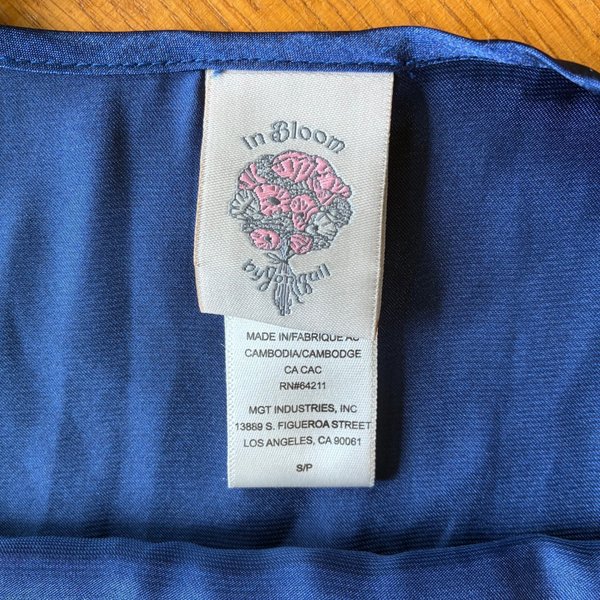 In Bloom
by Jonquil
MADE IN/FABRIQUE AU
CAMBODIA/CAMBODGE
CA CAC
RN#64211
MGT INDUSTRIES, INC
13889 S. FIGUEROA STREET
LOS ANGELES, CA 90061
S/P